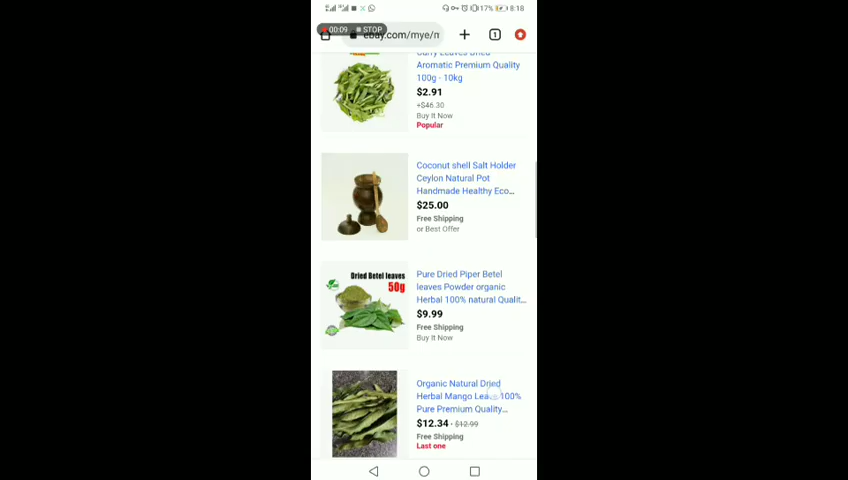 17% 8:18
00:09 STOP
ebay.com/mye/m
1
Curry Leaves Dried
Aromatic Premium Quality
100g - 10kg
$2.91
+$46.30
Buy It Now
Popular
Coconut shell Salt Holder
Ceylon Natural Pot
Handmade Healthy Eco...
$25.00
Free Shipping
or Best Offer
Dried Betel leaves
50g
Pure Dried Piper Betel
leaves Powder organic
Herbal 100% natural Qualit...
$9.99
Free Shipping
Buy It Now
Organic Natural Dried
Herbal Mango Leaves 100%
Pure Premium Quality...
$12.34 - $12.99
Free Shipping
Last one